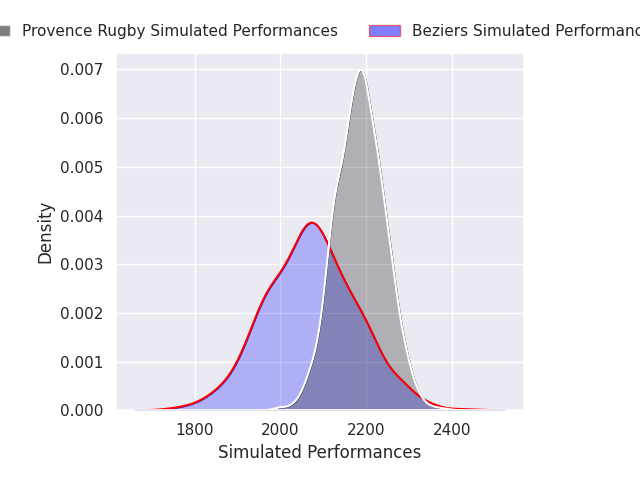 Provence Rugby Simulated Performances
Beziers Simulated
0.007
0.006
0.005
0.004
0.003
0.002
0.001
0.000
Density
1800 2000 2200 2400
Simulated Performances